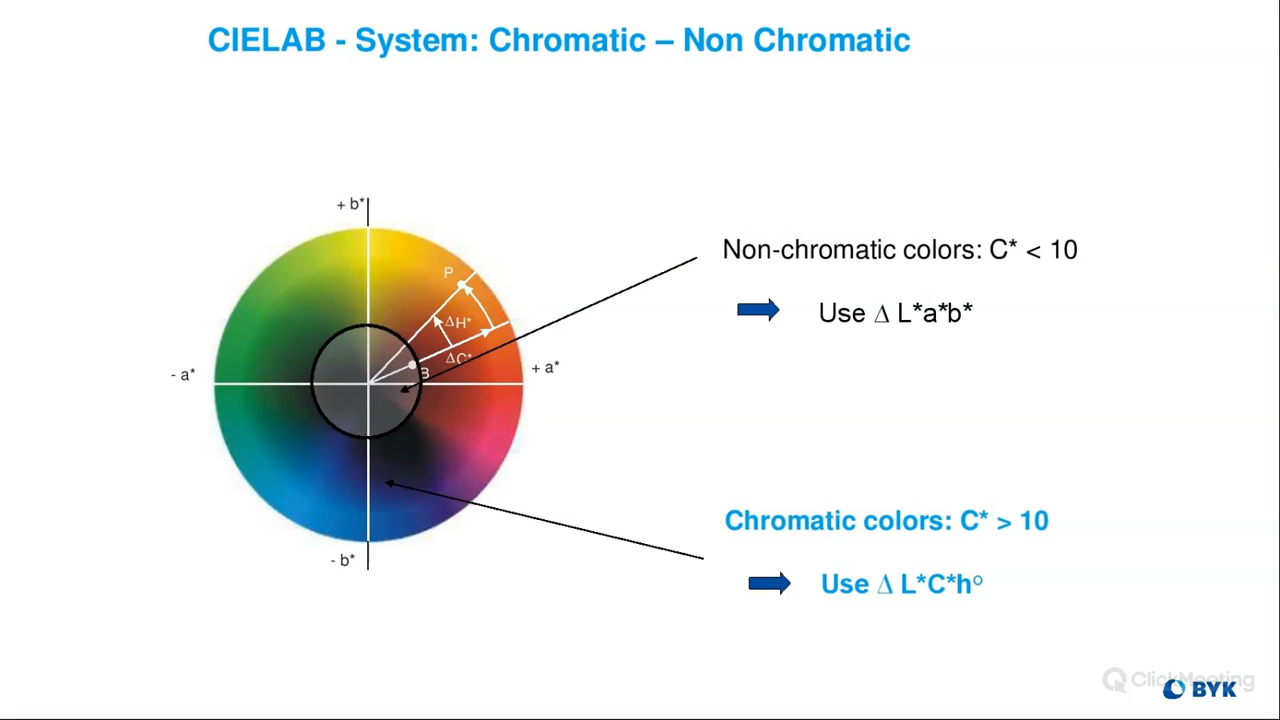 CIELAB - System: Chromatic – Non Chromatic
+ b*
Non-chromatic colors: C* < 10
P
Use Δ L*a*b*
ΔH*
ΔC*
B
- a*
+ a*
Chromatic colors: C* > 10
- b*
Use Δ L*C*h°
ClickMeeting
BYK